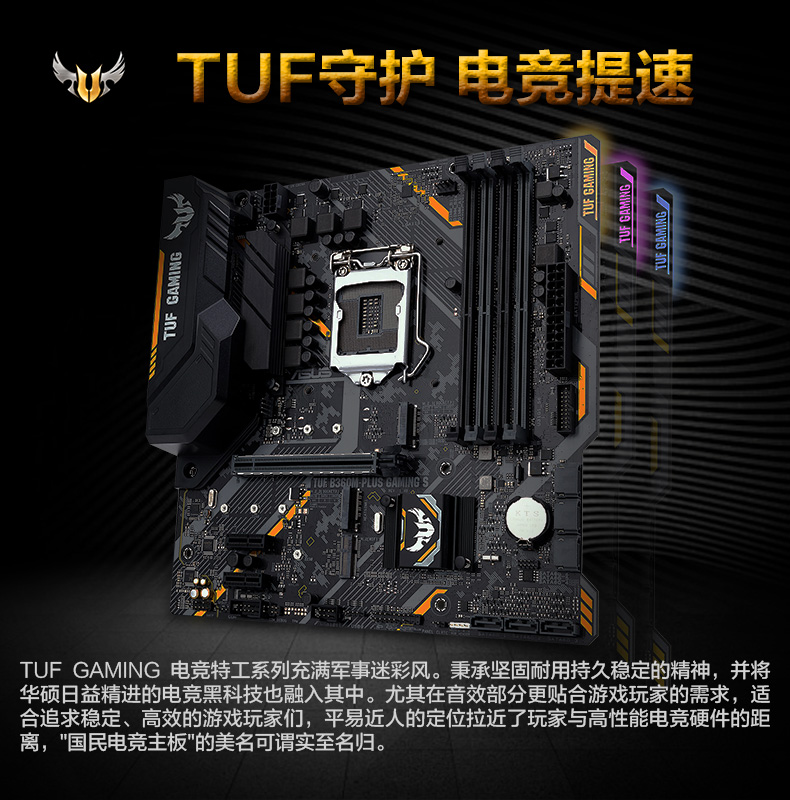 TUF守护 电竞提速
TUF GAMING
TUF GAMING
TUF GAMING
TUF GAMING
ASUS
TUF B360M-PLUS GAMING S
KTS
TUF GAMING 电竞特工系列充满军事迷彩风。秉承坚固耐用持久稳定的精神，并将
华硕日益精进的电竞黑科技也融入其中。尤其在音效部分更贴合游戏玩家的需求，适
合追求稳定、高效的游戏玩家们，平易近人的定位拉近了玩家与高性能电竞硬件的距
离，"国民电竞主板"的美名可谓实至名归。